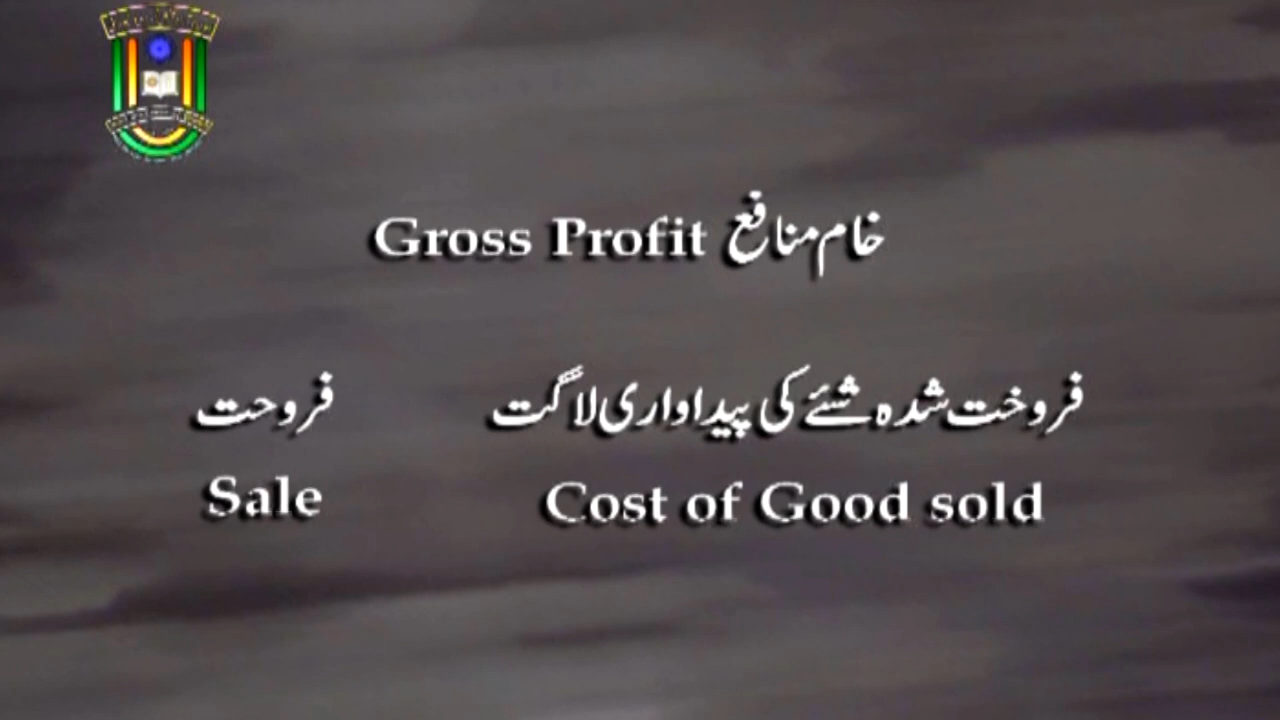 خام منافع Gross Profit
فروخت شدہ شئے کی پیداواری لاگت فروحت
Sale Cost of Good sold